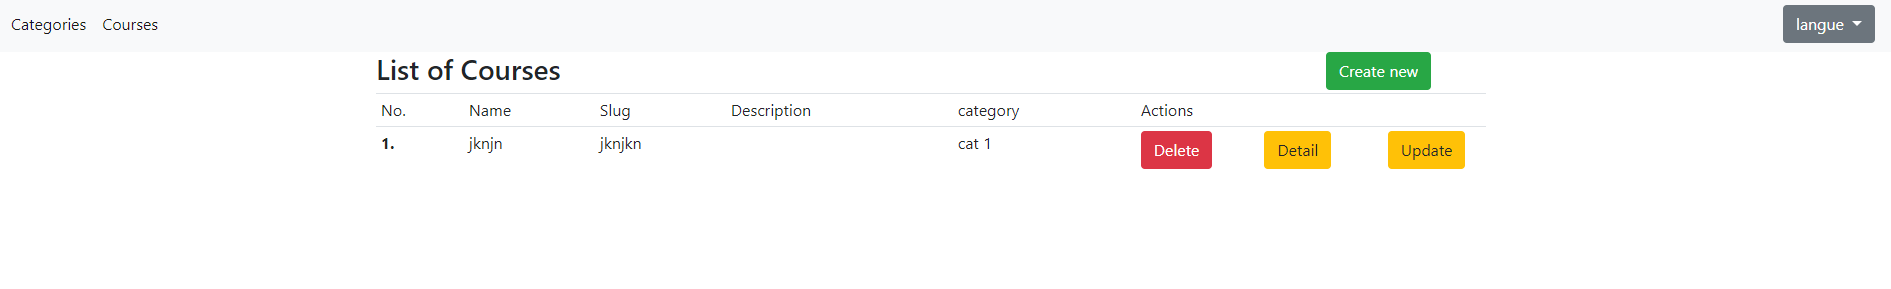 Categories Courses langue
List of Courses Create new
No. Name Slug Description category Actions
1. jknjn jknjkn cat 1 Delete Detail Update